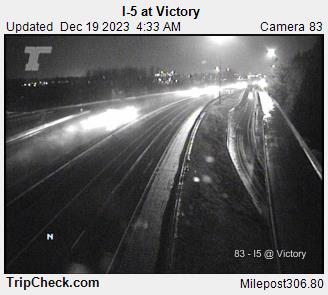 I-5 at Victory
Updated Dec 19 2023 4:33 AM Camera 83
T
N
83 - I5 @ Victory
TripCheck.com Milepost306.80